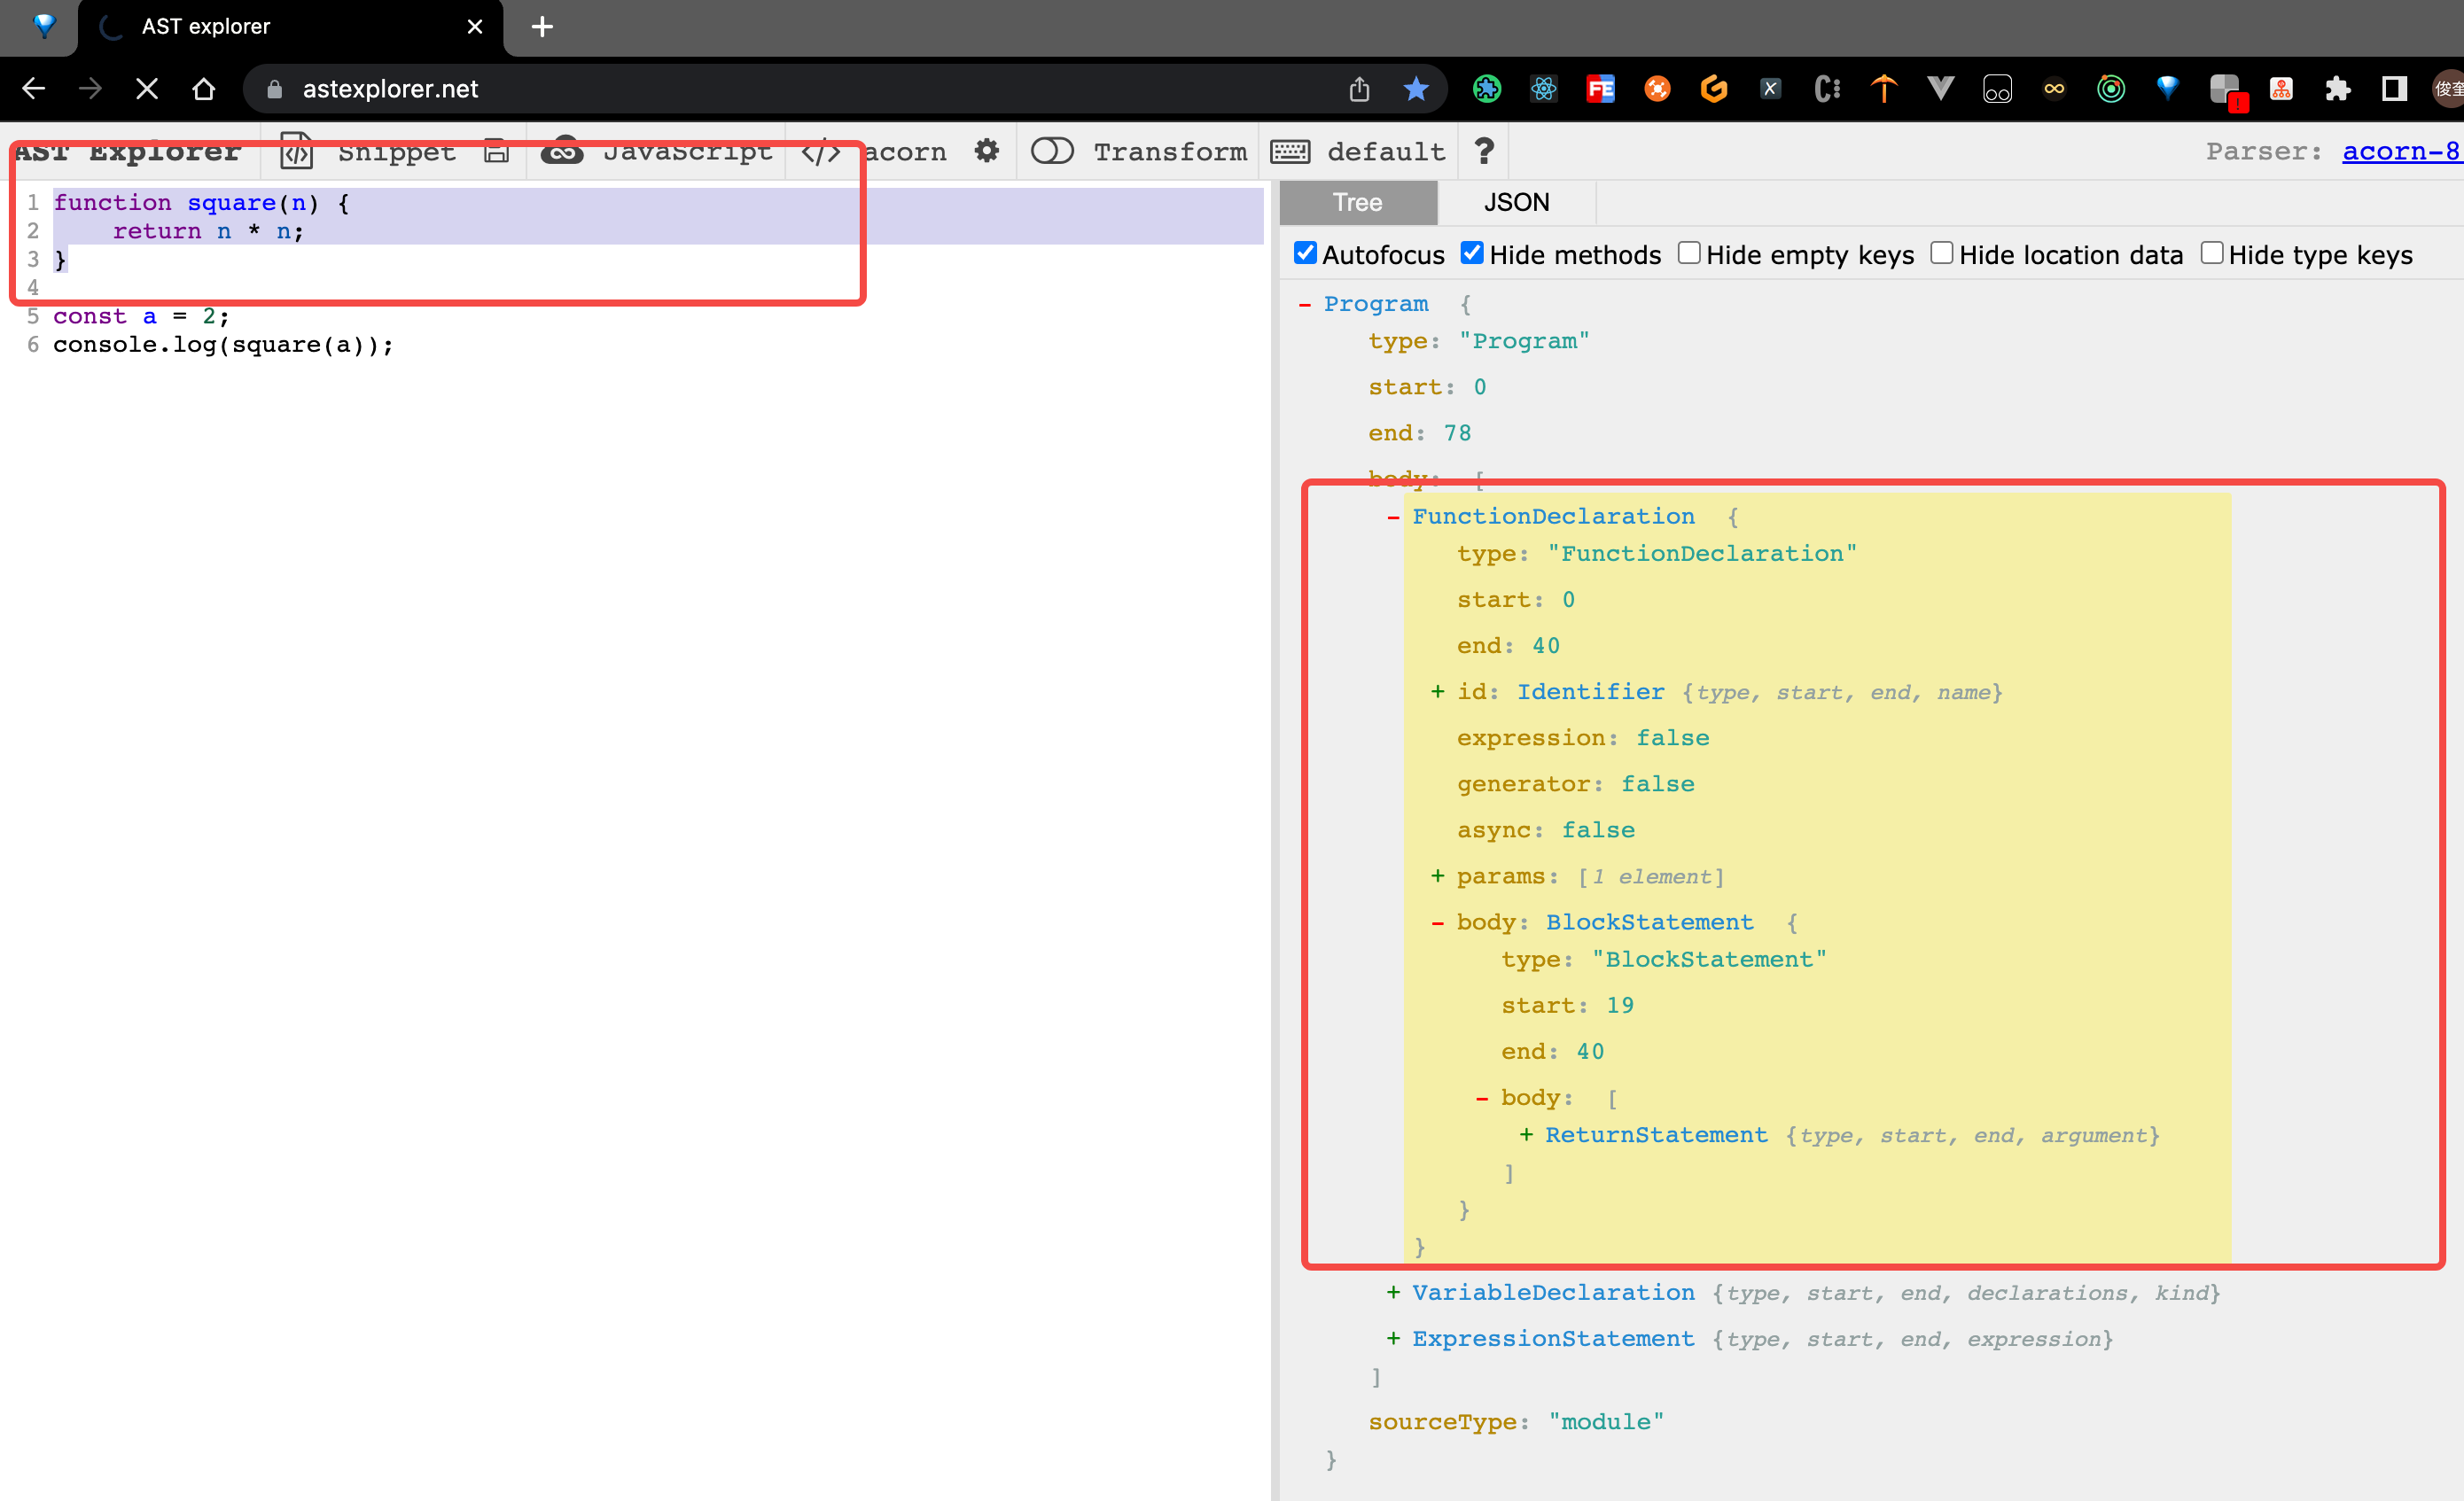 AST explorer
astexplorer.net
FE
俊奎
AST Explorer Snippet JavaScript </> acorn Transform default ? Parser: acorn-8
1 function square(n) {
2     return n * n;
3 }
4
5 const a = 2;
6 console.log(square(a));
Tree JSON
Autofocus Hide methods Hide empty keys Hide location data Hide type keys
- Program {
type: "Program"
start: 0
end: 78
body: [
- FunctionDeclaration {
type: "FunctionDeclaration"
start: 0
end: 40
+ id: Identifier {type, start, end, name}
expression: false
generator: false
async: false
+ params: [1 element]
- body: BlockStatement {
type: "BlockStatement"
start: 19
end: 40
- body: [
+ ReturnStatement {type, start, end, argument}
]
}
}
+ VariableDeclaration {type, start, end, declarations, kind}
+ ExpressionStatement {type, start, end, expression}
]
sourceType: "module"
}